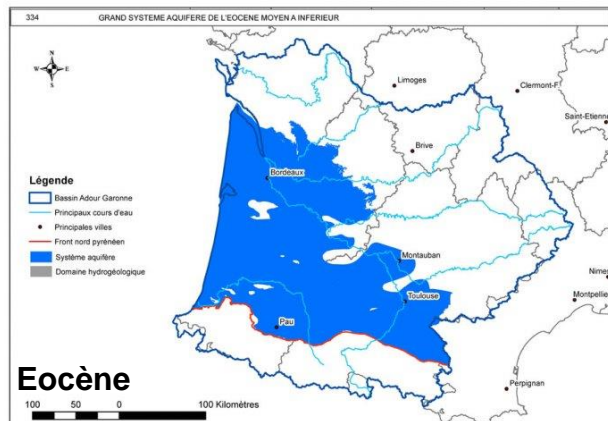 334 GRAND SYSTEME AQUIFERE DE L'EOCENE MOYEN A INFERIEUR
N
W E
S
Limoges
Clermont-F.
Saint-Etienne
Brive
Bordeaux
Légende
Bassin Adour Garonne
Principaux cours d'eau
Principales villes
Front nord pyrénéen
Système aquifère
Domaine hydrogéologique
Montauban
Nimes
Toulouse
Montpellier
Pau
Eocène
Perpignan
100 50 0 100 Kilomètres